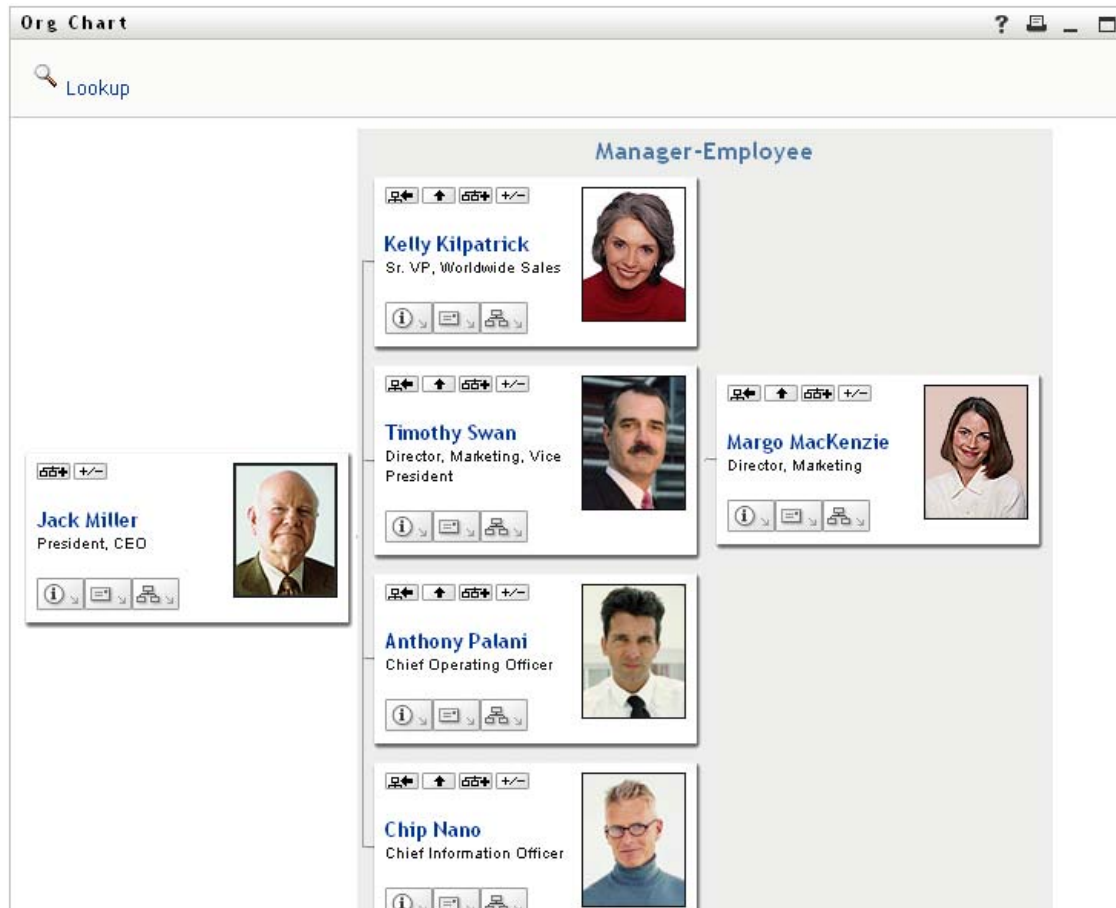 Org Chart
?
Lookup
Manager-Employee
+/-
Kelly Kilpatrick
Sr. VP, Worldwide Sales
+/-
Timothy Swan
Director, Marketing, Vice
President
+/-
Margo MacKenzie
Director, Marketing
+/-
Jack Miller
President, CEO
+/-
Anthony Palani
Chief Operating Officer
+/-
Chip Nano
Chief Information Officer